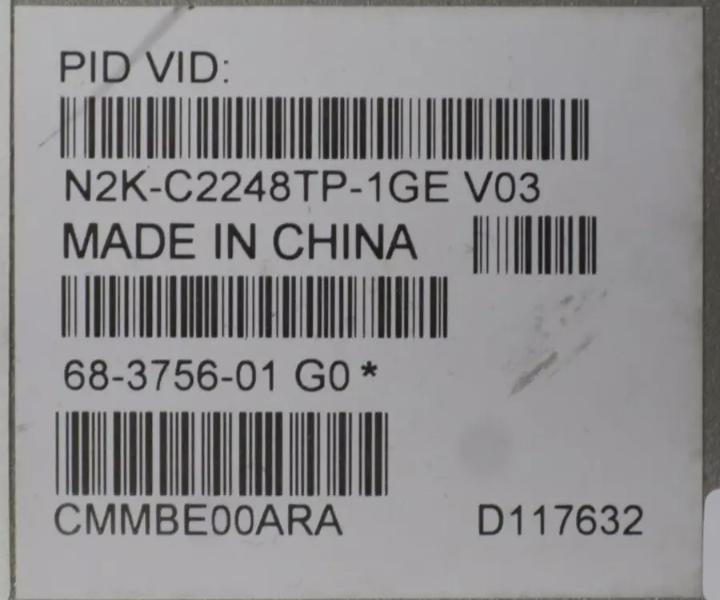 PID VID:
N2K-C2248TP-1GE V03
MADE IN CHINA
68-3756-01 G0 *
CMMBE00ARA
D117632